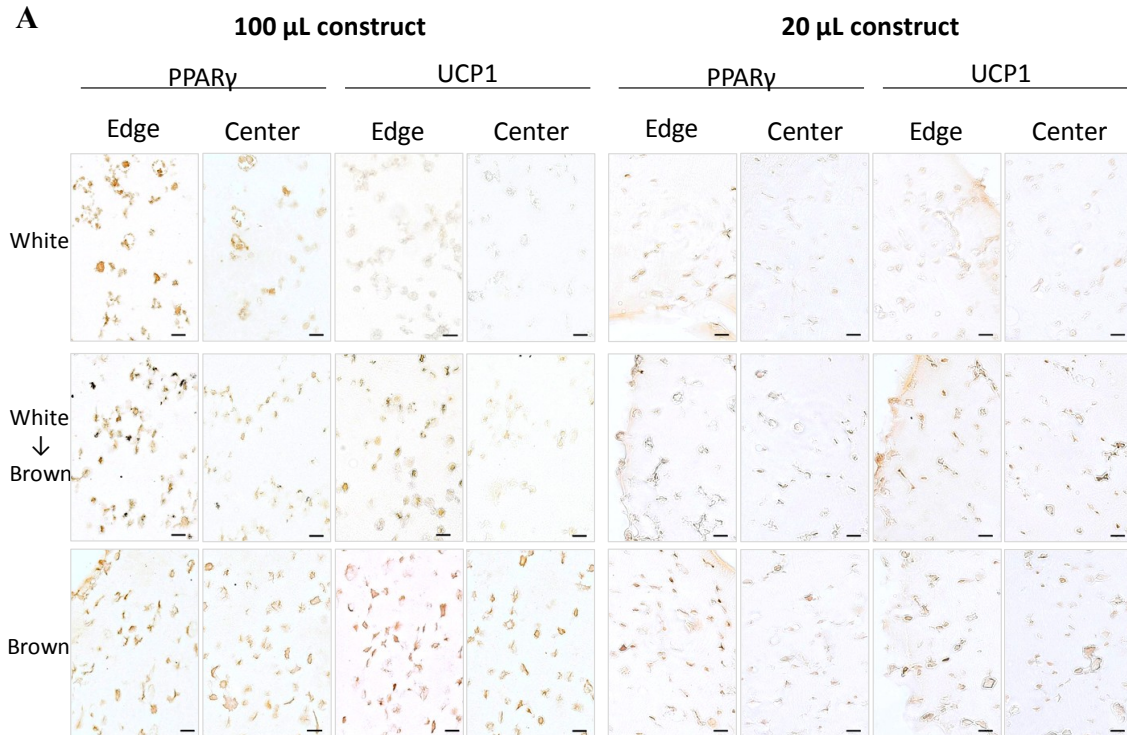 A
100 µL construct 20 µL construct
PPARγ UCP1 PPARγ UCP1
Edge Center Edge Center Edge Center Edge Center
White
White
↓
Brown
Brown